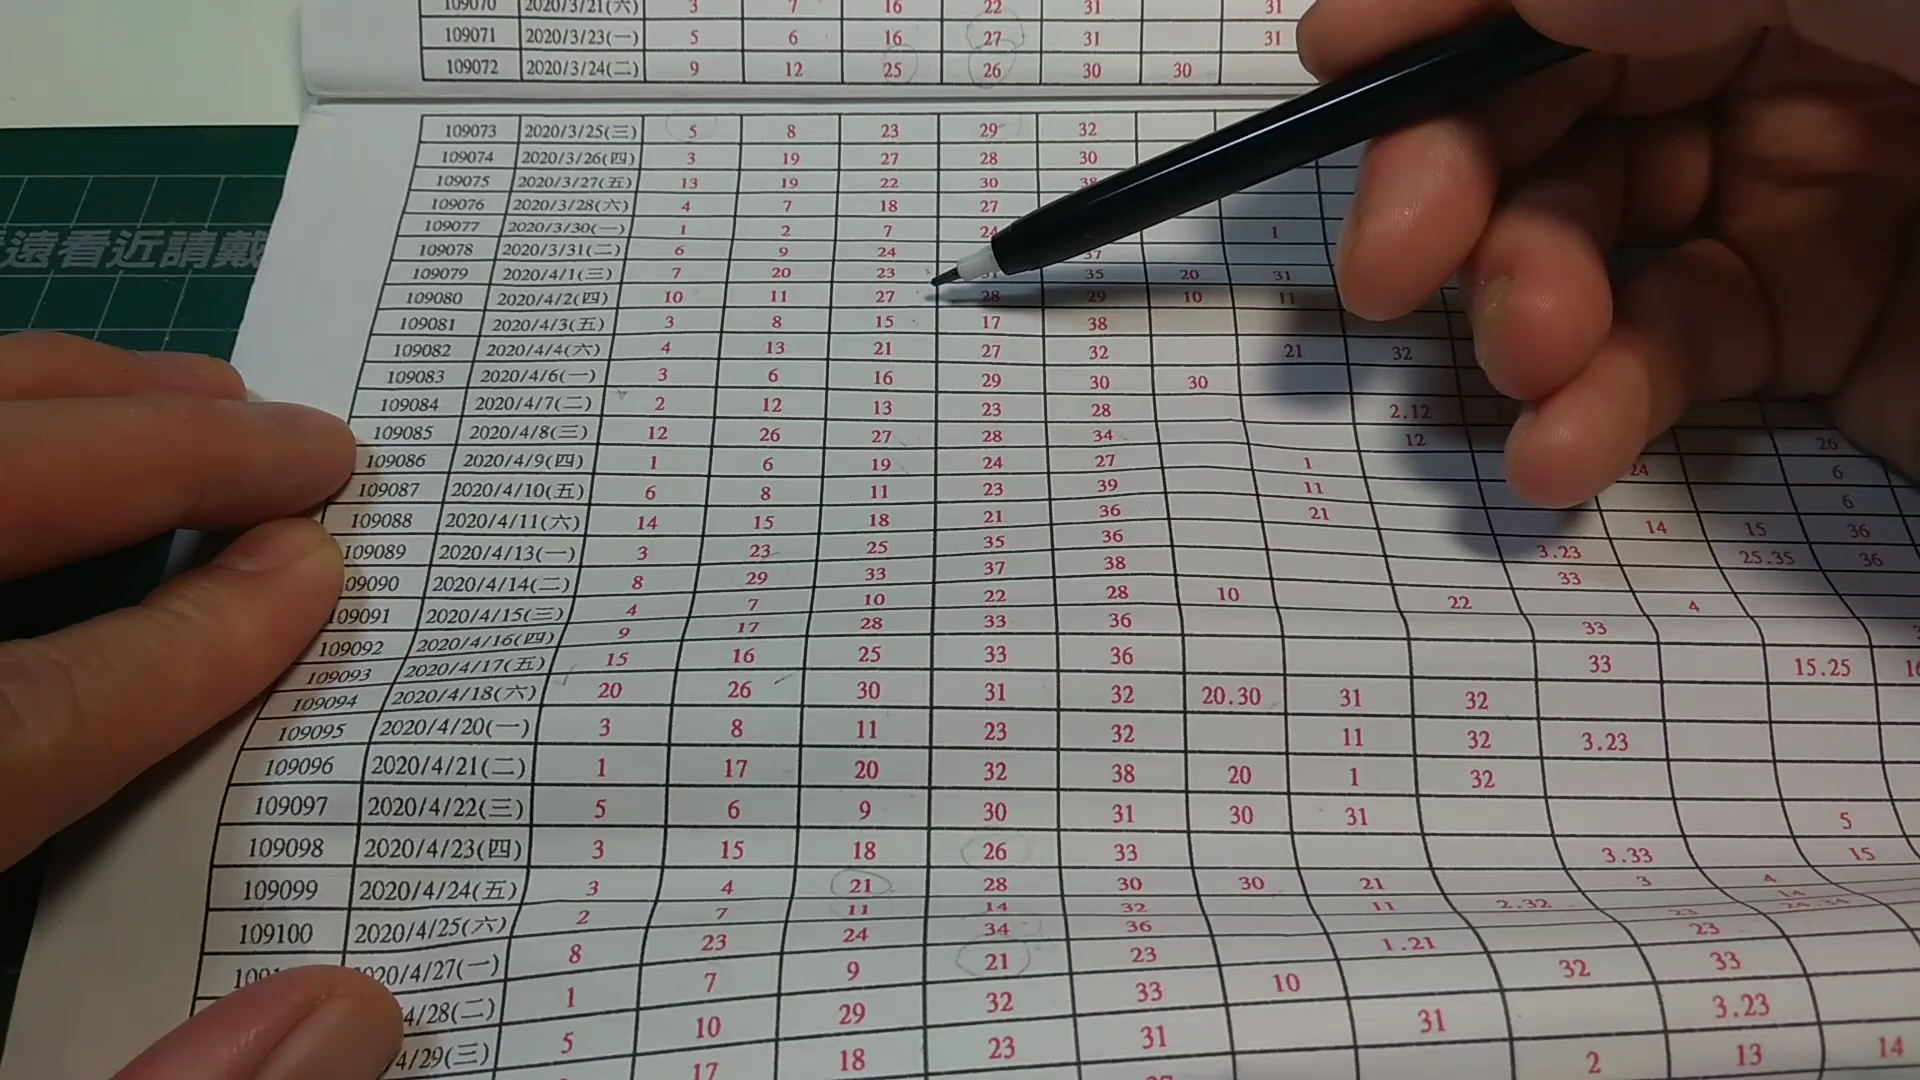 109070 2020/3/21(六) 3 7 16 22 31 31
109071 2020/3/23(一) 5 6 16 27 31 31
109072 2020/3/24(二) 9 12 25 26 30 30
109073 2020/3/25(三) 5 8 23 29 32
109074 2020/3/26(四) 3 19 27 28 30
109075 2020/3/27(五) 13 19 22 30 38
109076 2020/3/28(六) 4 7 18 27
109077 2020/3/30(一) 1 2 7 24 1
109078 2020/3/31(二) 6 9 24 37
109079 2020/4/1(三) 7 20 23 31 35 20 31
109080 2020/4/2(四) 10 11 27 28 29 10 11
109081 2020/4/3(五) 3 8 15 17 38
109082 2020/4/4(六) 4 13 21 27 32 21 32
109083 2020/4/6(一) 3 6 16 29 30 30
109084 2020/4/7(二) 2 12 13 23 28 2.12
109085 2020/4/8(三) 12 26 27 28 34 12 26
109086 2020/4/9(四) 1 6 19 24 27 1 24 6
109087 2020/4/10(五) 6 8 11 23 39 11 6
109088 2020/4/11(六) 14 15 18 21 36 21 14 15 36
109089 2020/4/13(一) 3 23 25 35 36 3.23 25.35 36
09090 2020/4/14(二) 8 29 33 37 38 33
09091 2020/4/15(三) 4 7 10 22 28 10 22 4
109092 2020/4/16(四) 9 17 28 33 36 33
109093 2020/4/17(五) 15 16 25 33 36 33 15.25
109094 2020/4/18(六) 20 26 30 31 32 20.30 31 32
109095 2020/4/20(一) 3 8 11 23 32 11 32 3.23
109096 2020/4/21(二) 1 17 20 32 38 20 1 32
109097 2020/4/22(三) 5 6 9 30 31 30 31 5
109098 2020/4/23(四) 3 15 18 26 33 3.33 15
109099 2020/4/24(五) 3 4 21 28 30 30 21 3 4
109100 2020/4/25(六) 2 7 11 14 32 11 2.32 14
2020/4/27(一) 8 23 24 34 36 23 24.34
4/28(二) 1 7 9 21 23 1.21 23
4/29(三) 5 10 29 32 33 10 32 33
17 18 23 31 31 3.23
2 13 14
遠看近請戴